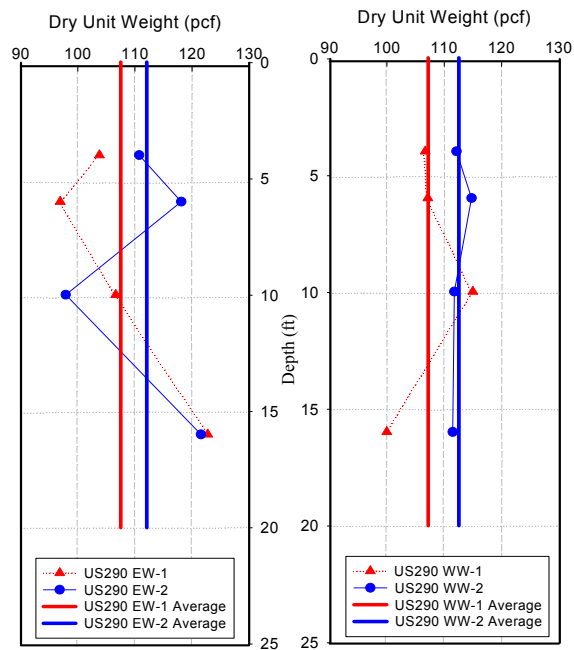 Dry Unit Weight (pcf)
90 100 110 120 130
0
5
10
15
20
25
US290 EW-1
US290 EW-2
US290 EW-1 Average
US290 EW-2 Average
Dry Unit Weight (pcf)
90 100 110 120 130
Depth (ft)
0
5
10
15
20
25
US290 WW-1
US290 WW-2
US290 WW-1 Average
US290 WW-2 Average